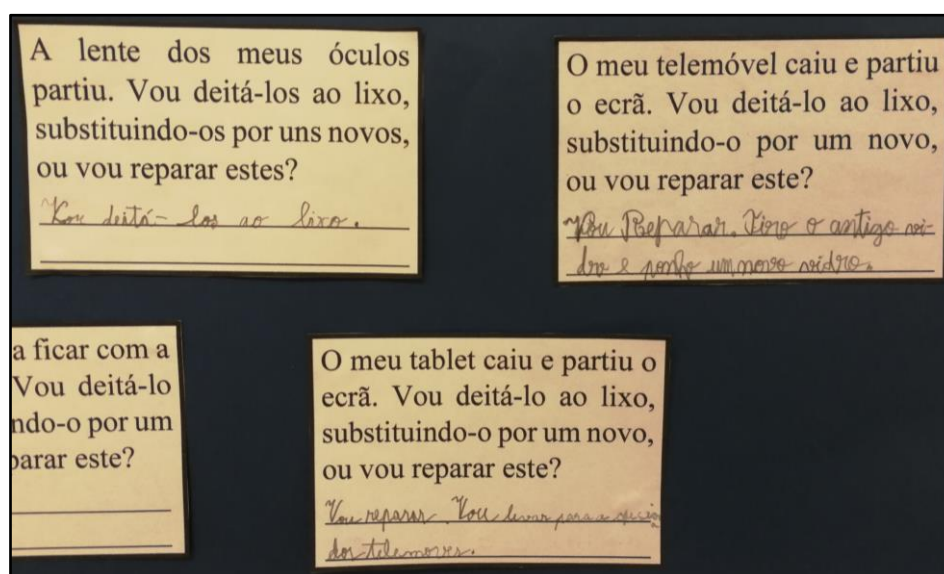 A lente dos meus óculos
partiu. Vou deitá-los ao lixo,
substituindo-os por uns novos,
ou vou reparar estes?
Vou deitá-los ao lixo.
O meu telemóvel caiu e partiu
o ecrã. Vou deitá-lo ao lixo,
substituindo-o por um novo,
ou vou reparar este?
Vou Reparar. Tiro o antigo vi-
dro e ponho um novo vidro.
a ficar com a
Vou deitá-lo
ndo-o por um
parar este?
O meu tablet caiu e partiu o
ecrã. Vou deitá-lo ao lixo,
substituindo-o por um novo,
ou vou reparar este?
Vou reparar. Vou levar para a
dos telemoves.